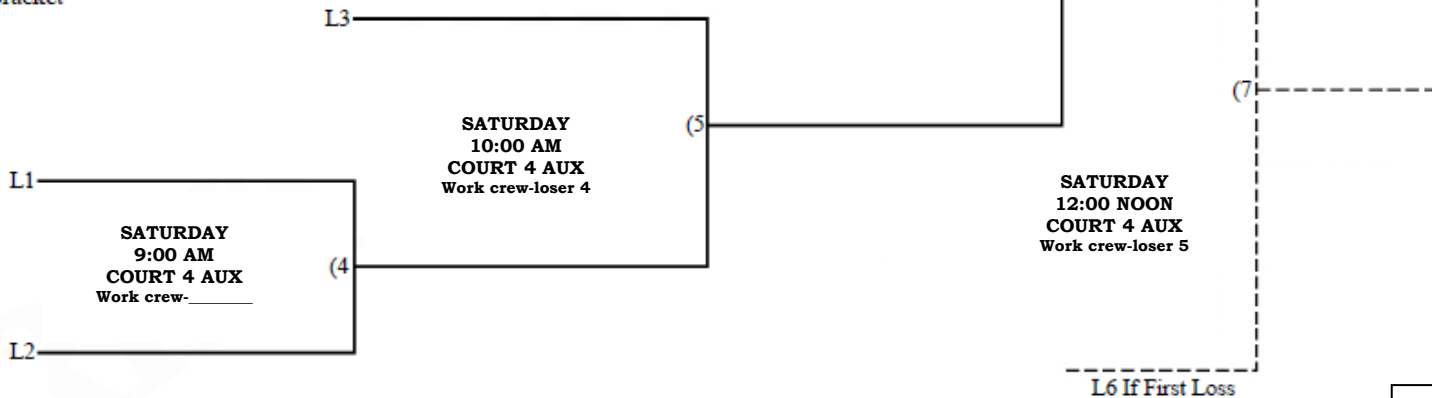 L3
SATURDAY
10:00 AM
COURT 4 AUX
Work crew-loser 4
(5
(7
L1
SATURDAY
9:00 AM
COURT 4 AUX
Work crew-_______
(4
L2
SATURDAY
12:00 NOON
COURT 4 AUX
Work crew-loser 5
L6 If First Loss